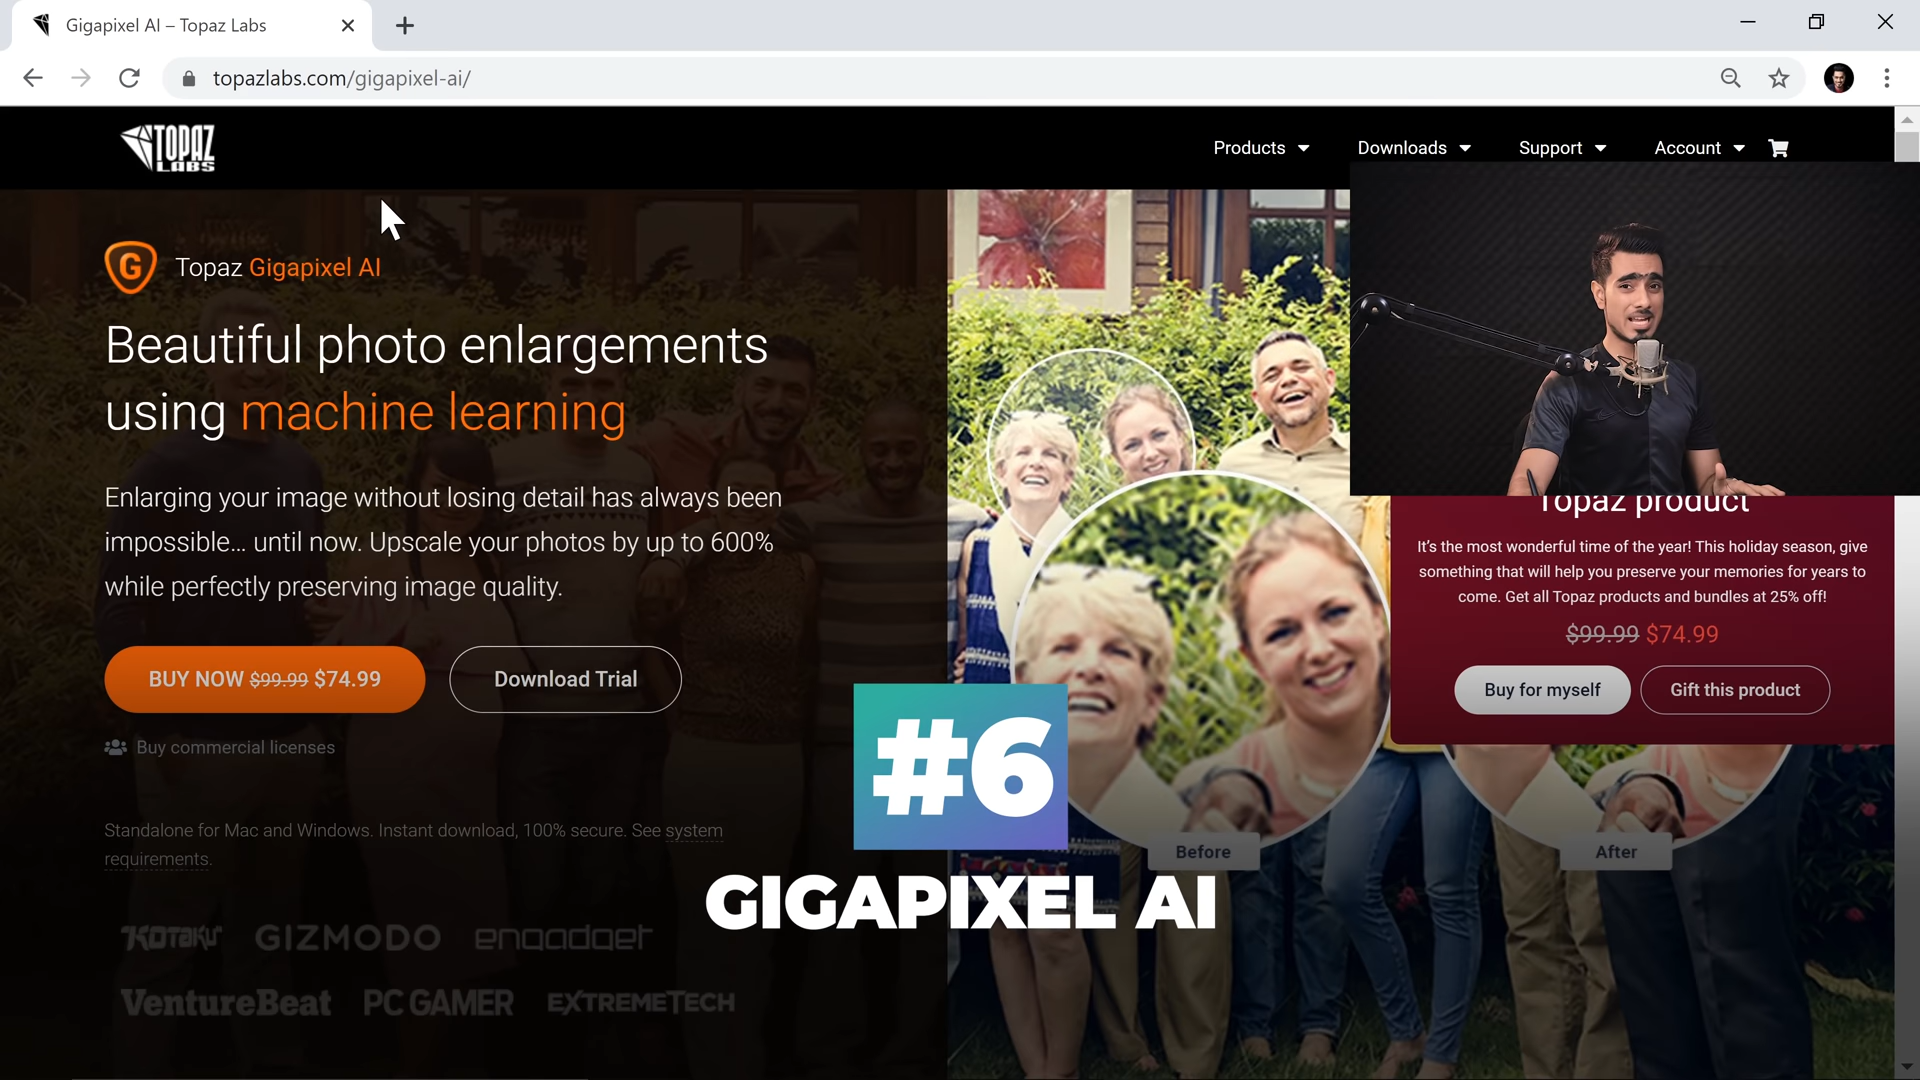 Gigapixel AI – Topaz Labs
topazlabs.com/gigapixel-ai/
TOPAZ
LABS
Products
Downloads
Support
Account
G
Topaz Gigapixel AI
Beautiful photo enlargements
using machine learning
Enlarging your image without losing detail has always been
impossible... until now. Upscale your photos by up to 600%
while perfectly preserving image quality.
BUY NOW $99.99 $74.99
Download Trial
Buy commercial licenses
Standalone for Mac and Windows. Instant download, 100% secure. See system
requirements.
KOTAKU
GIZMODO
engadget
VentureBeat
PC GAMER
EXTREMETECH
Topaz product
It's the most wonderful time of the year! This holiday season, give
something that will help you preserve your memories for years to
come. Get all Topaz products and bundles at 25% off!
$99.99 $74.99
Buy for myself
Gift this product
Before
After
#6
GIGAPIXEL AI